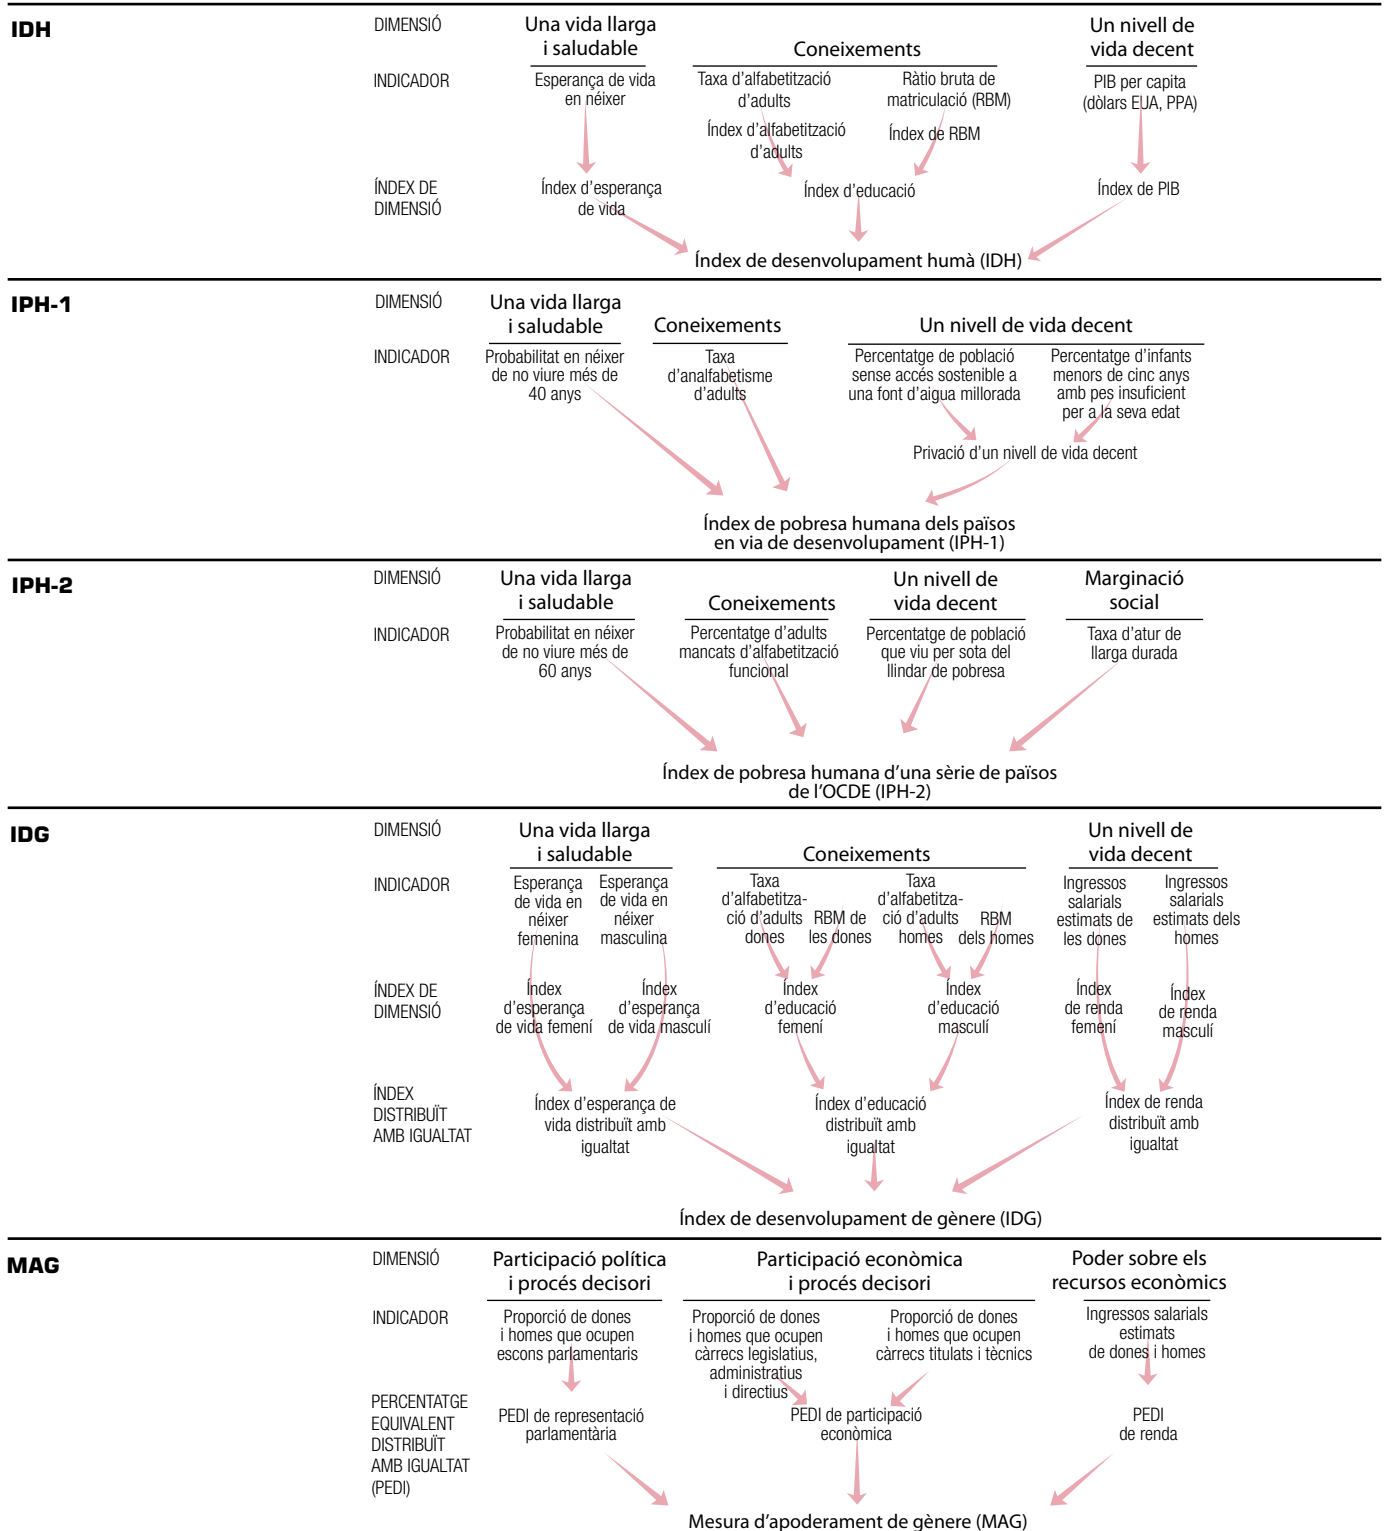 IDH
DIMENSIÓ
Una vida llarga
i saludable
Coneixements
Un nivell de
vida decent
INDICADOR
Esperança de vida
en néixer
Taxa d'alfabetització
d'adults
Ràtio bruta de
matriculació (RBM)
PIB per capita
(dòlars EUA, PPA)
Índex d'alfabetització
d'adults
Índex de RBM
ÍNDEX DE
DIMENSIÓ
Índex d'esperança
de vida
Índex d'educació
Índex de PIB
Índex de desenvolupament humà (IDH)
IPH-1
DIMENSIÓ
Una vida llarga
i saludable
Coneixements
Un nivell de vida decent
INDICADOR
Probabilitat en néixer
de no viure més de
40 anys
Taxa
d'analfabetisme
d'adults
Percentatge de població
sense accés sostenible a
una font d'aigua millorada
Percentatge d'infants
menors de cinc anys
amb pes insuficient
per a la seva edat
Privació d'un nivell de vida decent
Índex de pobresa humana dels països
en via de desenvolupament (IPH-1)
IPH-2
DIMENSIÓ
Una vida llarga
i saludable
Coneixements
Un nivell de
vida decent
Marginació
social
INDICADOR
Probabilitat en néixer
de no viure més de
60 anys
Percentatge d'adults
mancats d'alfabetització
funcional
Percentatge de població
que viu per sota del
llindar de pobresa
Taxa d'atur de
llarga durada
Índex de pobresa humana d'una sèrie de països
de l'OCDE (IPH-2)
IDG
DIMENSIÓ
Una vida llarga
i saludable
Coneixements
Un nivell de
vida decent
INDICADOR
Esperança
de vida en
néixer
femenina
Esperança
de vida en
néixer
masculina
Taxa
d'alfabetitza-
ció d'adults
dones
RBM de
les dones
Taxa
d'alfabetitza-
ció d'adults
homes
RBM
dels homes
Ingressos
salarials
estimats de
les dones
Ingressos
salarials
estimats dels
homes
ÍNDEX DE
DIMENSIÓ
Índex
d'esperança
de vida femení
Índex
d'esperança
de vida masculí
Índex
d'educació
femení
Índex
d'educació
masculí
Índex
de renda
femení
Índex
de renda
masculí
ÍNDEX
DISTRIBUÏT
AMB IGUALTAT
Índex d'esperança de
vida distribuït amb
igualtat
Índex d'educació
distribuït amb
igualtat
Índex de renda
distribuït amb
igualtat
Índex de desenvolupament de gènere (IDG)
MAG
DIMENSIÓ
Participació política
i procés decisori
Participació econòmica
i procés decisori
Poder sobre els
recursos econòmics
INDICADOR
Proporció de dones
i homes que ocupen
escons parlamentaris
Proporció de dones
i homes que ocupen
càrrecs legislatius,
administratius
i directius
Proporció de dones
i homes que ocupen
càrrecs titulats i tècnics
Ingressos salarials
estimats
de dones i homes
PERCENTATGE
EQUIVALENT
DISTRIBUÏT
AMB IGUALTAT
(PEDI)
PEDI de representació
parlamentària
PEDI de participació
econòmica
PEDI
de renda
Mesura d'apoderament de gènere (MAG)